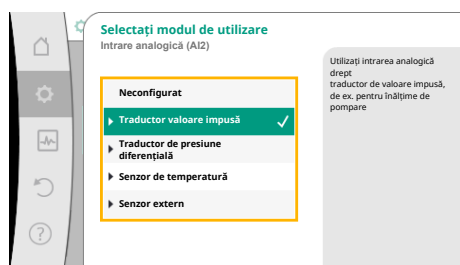 Selectați modul de utilizare
Intrare analogică (AI2)
Neconfigurat
Traductor valoare impusă
Traductor de presiune
diferențială
Senzor de temperatură
Senzor extern
Utilizați intrarea analogică
drept
traductor de valoare impusă,
de ex. pentru înălțime de
pompare